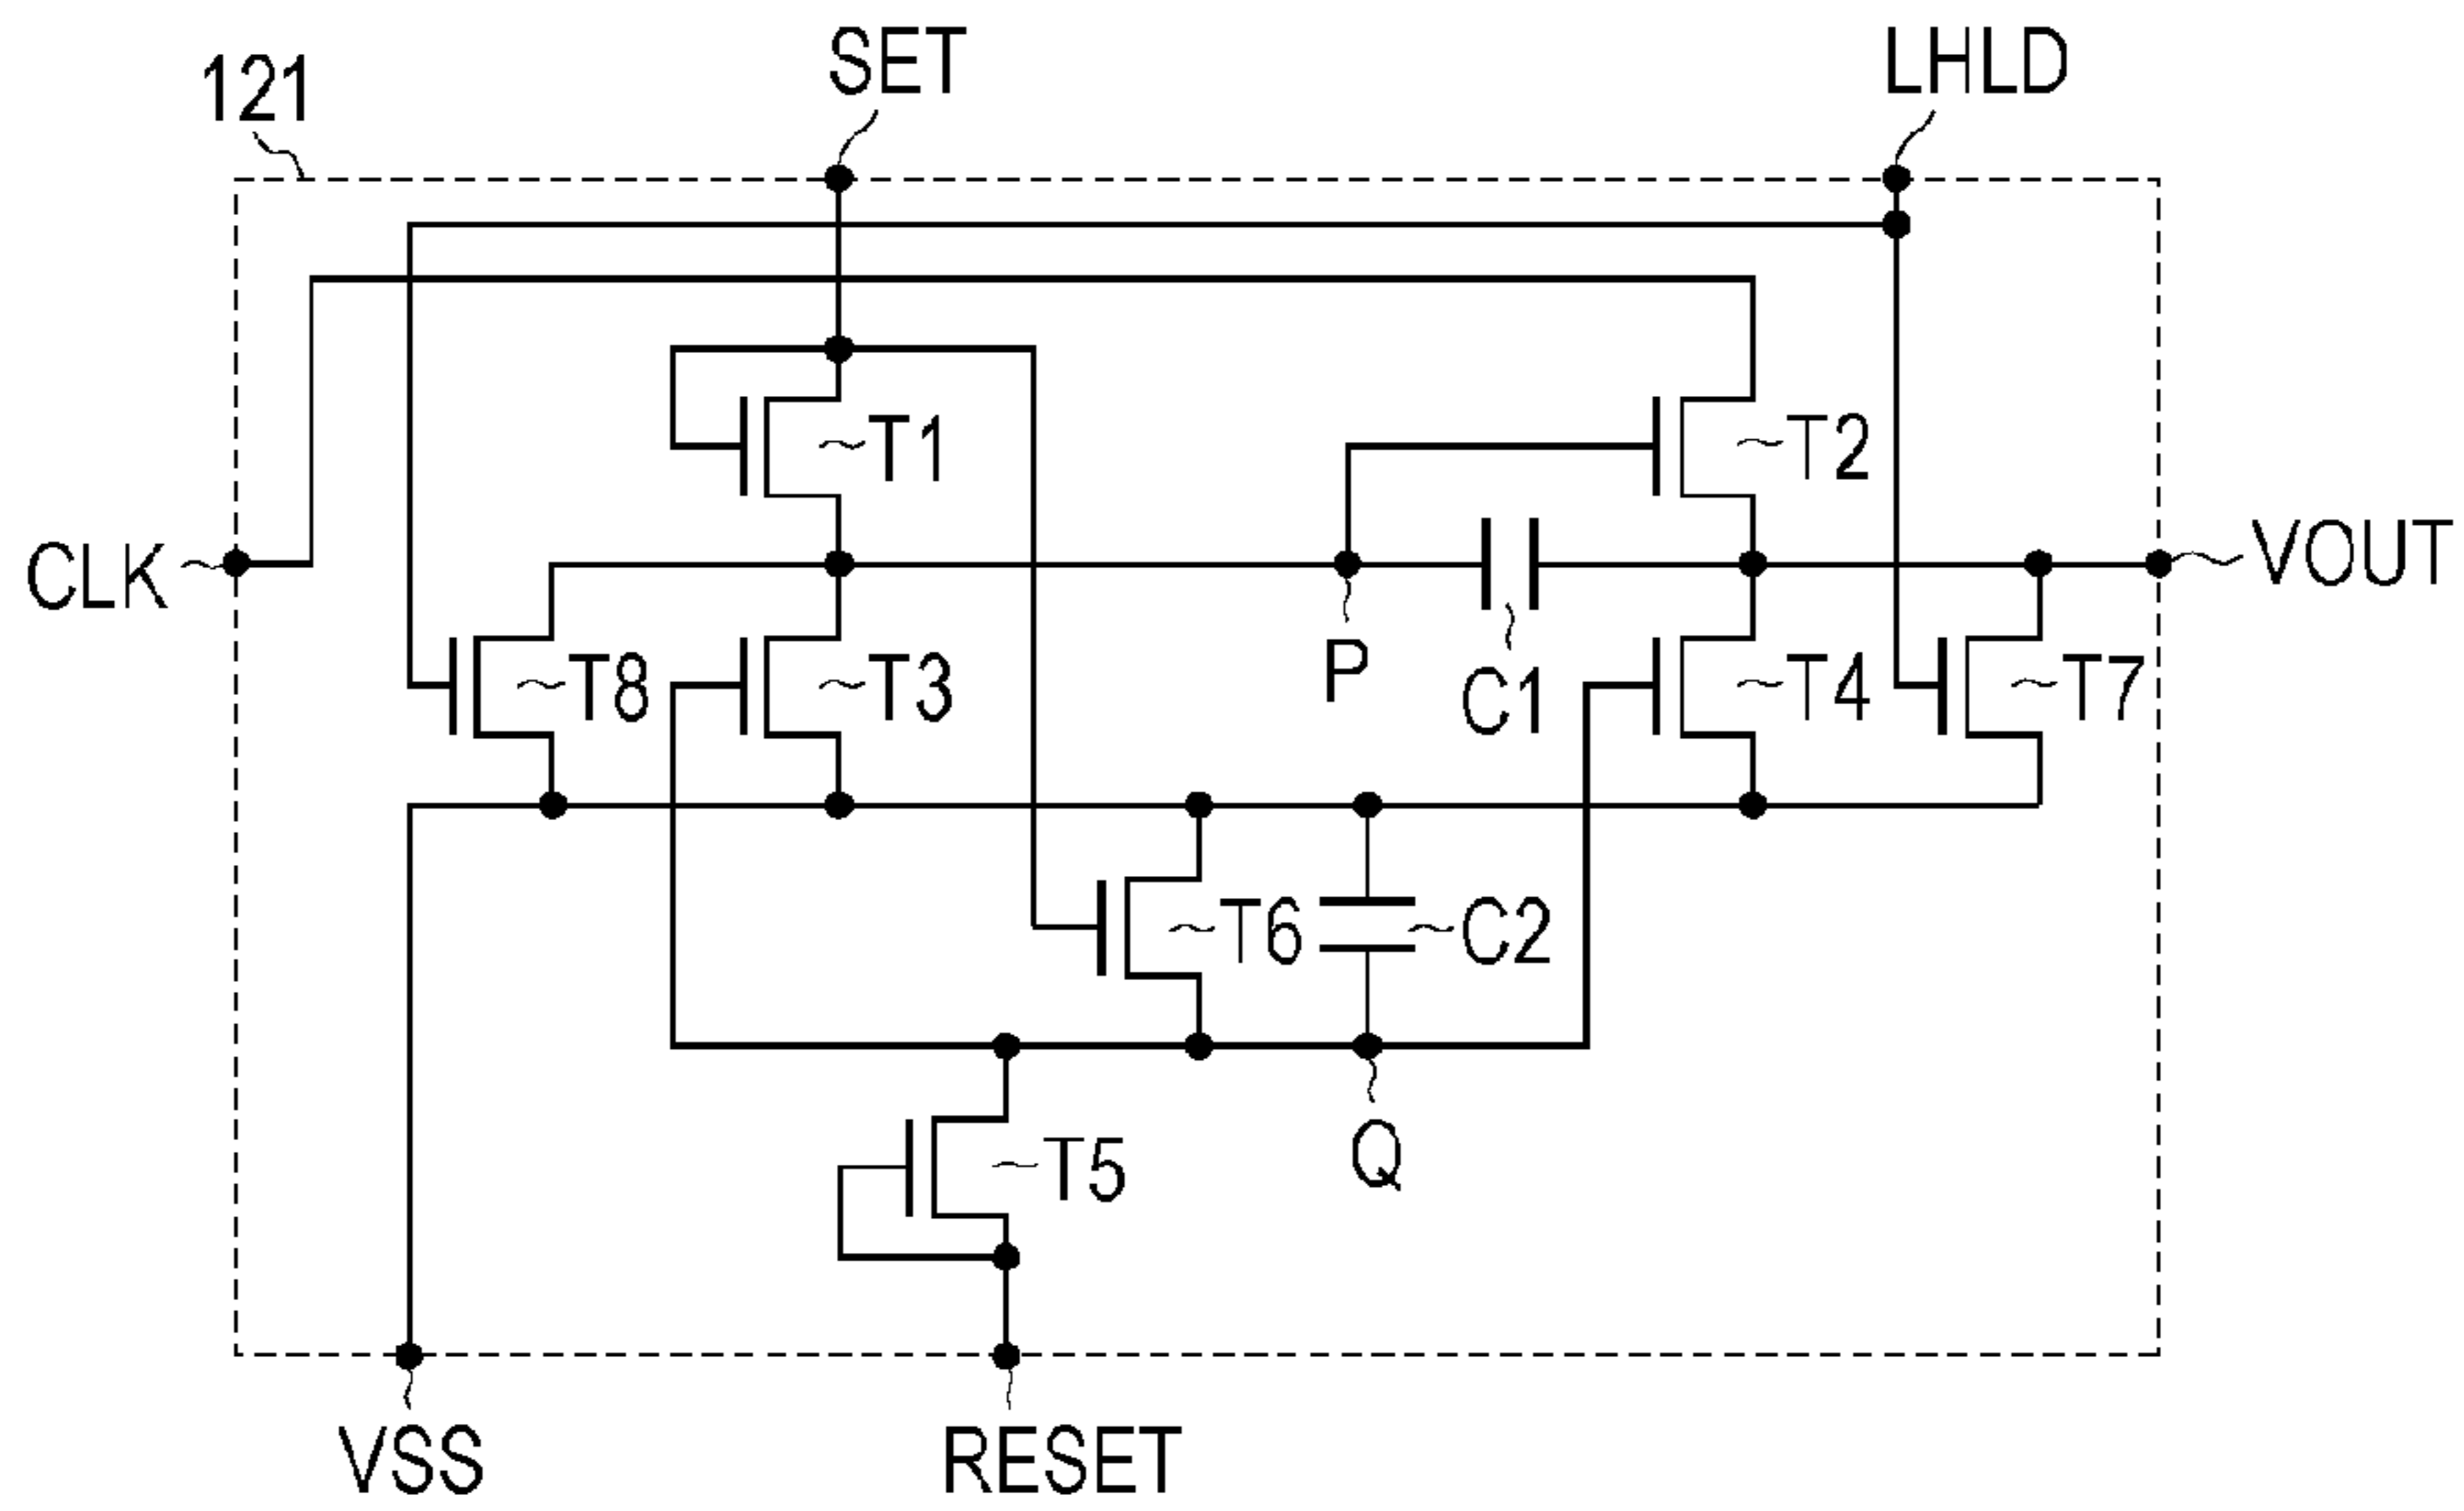 121
SET
LHLD
T1
T2
CLK
VOUT
P
C1
T8
T3
T4
T7
T6
C2
T5
Q
VSS
RESET